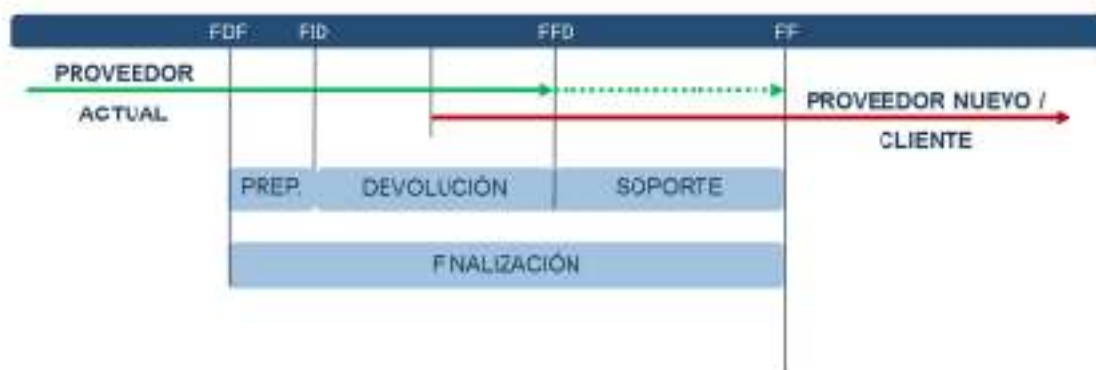 FDF FID FFD FF
PROVEEDOR
ACTUAL
PROVEEDOR NUEVO /
CLIENTE
PREP. DEVOLUCIÓN SOPORTE
FINALIZACIÓN